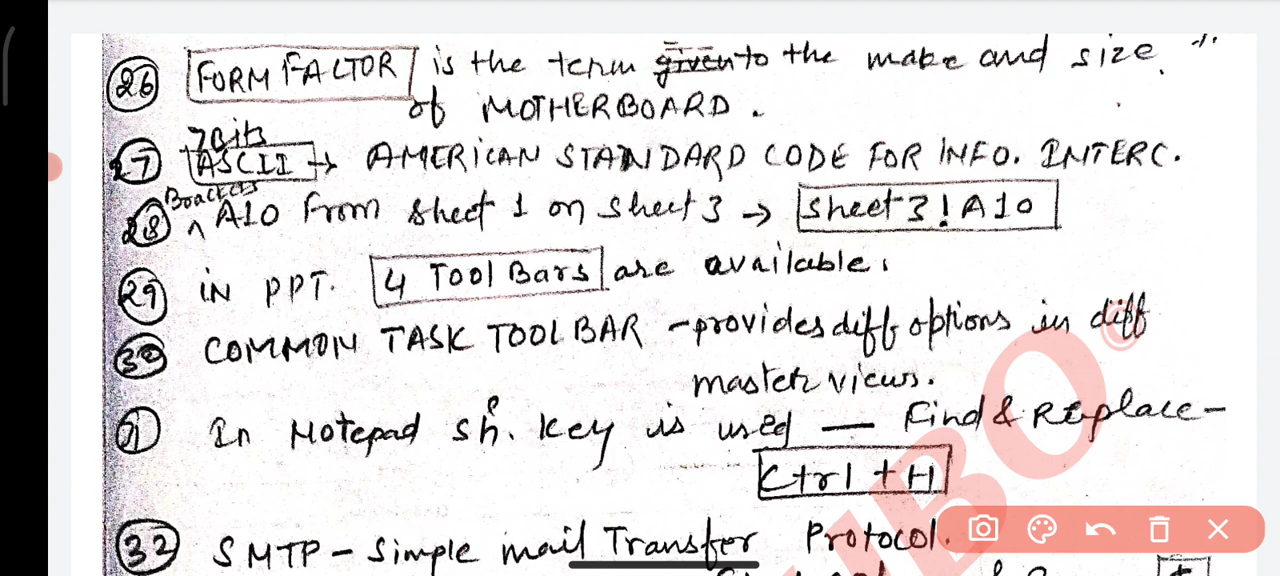 26 FORM FACTOR is the term given to the make and size
of MOTHERBOARD.
7Bits
27 ASCII → AMERICAN STANDARD CODE FOR INFO. INTERC.
Brackets
28 ^ A10 from sheet 1 on sheet 3 → Sheet3!A10
29 IN PPT. 4 Tool Bars are available.
30 COMMON TASK TOOL BAR - provides diff options in diff
master views.
31 In Notepad sh. key is used — Find & Replace -
Ctrl + H
32 SMTP - Simple mail Transfer Protocol.